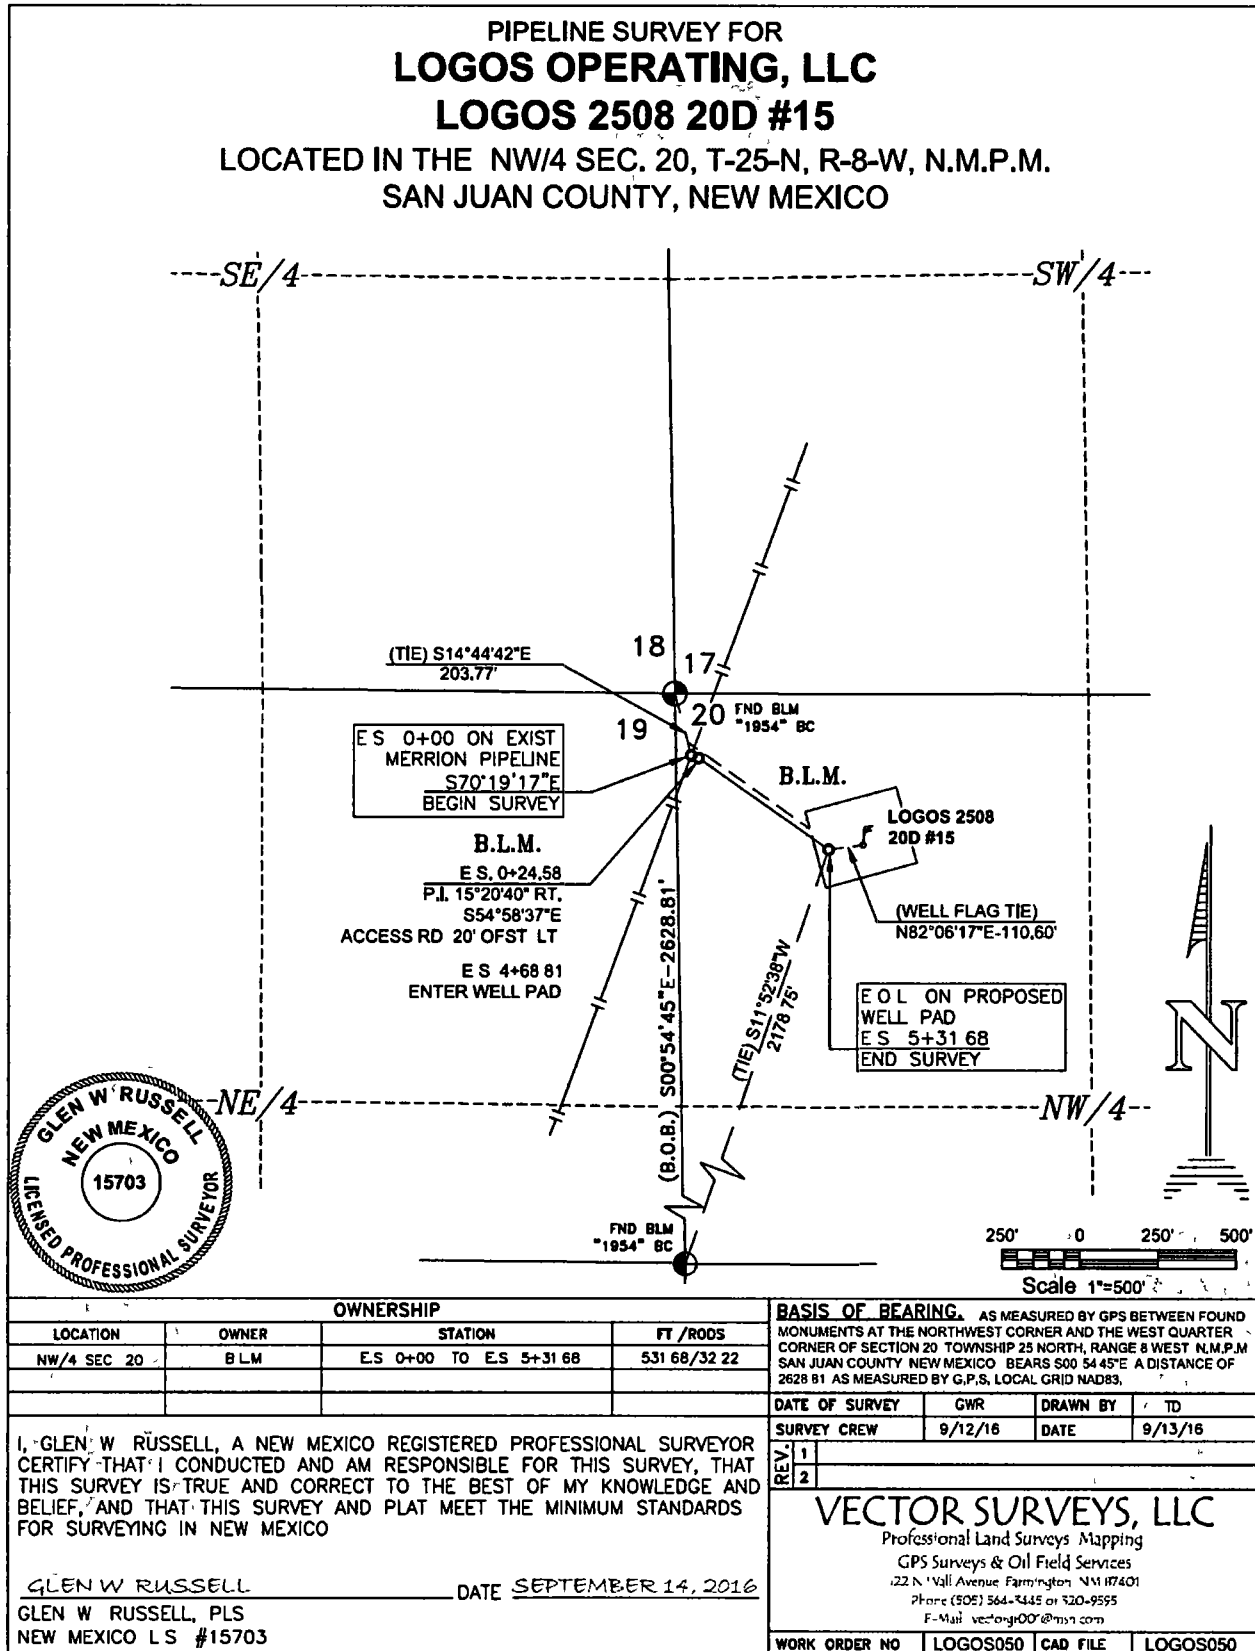 PIPELINE SURVEY FOR
LOGOS OPERATING, LLC
LOGOS 2508 20D #15
LOCATED IN THE NW/4 SEC. 20, T-25-N, R-8-W, N.M.P.M.
SAN JUAN COUNTY, NEW MEXICO
SE/4
SW/4
18
17
(TIE) S14°44'42"E
203.77'
19
20
FND BLM
"1954" BC
E S 0+00 ON EXIST
MERRION PIPELINE
S70°19'17"E
BEGIN SURVEY
B.L.M.
B.L.M.
LOGOS 2508
20D #15
E S. 0+24.58
P.I. 15°20'40" RT.
S54°58'37"E
ACCESS RD 20' OFST LT
E S 4+68 81
ENTER WELL PAD
(WELL FLAG TIE)
N82°06'17"E-110.60'
(B.O.B.) S00°54'45"E-2628.81'
(TIE) S11°52'38"W
2178 75'
E O L ON PROPOSED
WELL PAD
E S 5+31 68
END SURVEY
N
NE/4
NW/4
GLEN W RUSSELL
NEW MEXICO
15703
LICENSED PROFESSIONAL SURVEYOR
FND BLM
"1954" BC
250' 0 250' 500'
Scale 1"=500'
OWNERSHIP
LOCATION OWNER STATION FT /RODS
NW/4 SEC 20 B L M E.S 0+00 TO E.S 5+31 68 531 68/32 22
BASIS OF BEARING. AS MEASURED BY GPS BETWEEN FOUND
MONUMENTS AT THE NORTHWEST CORNER AND THE WEST QUARTER
CORNER OF SECTION 20 TOWNSHIP 25 NORTH, RANGE 8 WEST N.M.P.M
SAN JUAN COUNTY NEW MEXICO BEARS S00 54 45"E A DISTANCE OF
2628 81 AS MEASURED BY G.P.S. LOCAL GRID NAD83.
DATE OF SURVEY GWR DRAWN BY TD
SURVEY CREW 9/12/16 DATE 9/13/16
REV. 1
2
I, GLEN W RUSSELL, A NEW MEXICO REGISTERED PROFESSIONAL SURVEYOR
CERTIFY THAT I CONDUCTED AND AM RESPONSIBLE FOR THIS SURVEY, THAT
THIS SURVEY IS TRUE AND CORRECT TO THE BEST OF MY KNOWLEDGE AND
BELIEF, AND THAT THIS SURVEY AND PLAT MEET THE MINIMUM STANDARDS
FOR SURVEYING IN NEW MEXICO
GLEN W RUSSELL DATE SEPTEMBER 14, 2016
GLEN W RUSSELL, PLS
NEW MEXICO L S #15703
VECTOR SURVEYS, LLC
Professional Land Surveys Mapping
GPS Surveys & Oil Field Services
Avenue Farmington NM 87401
Phone (505) 564-3445 or 320-9595
E-Mail
WORK ORDER NO LOGOS050 CAD FILE LOGOS050